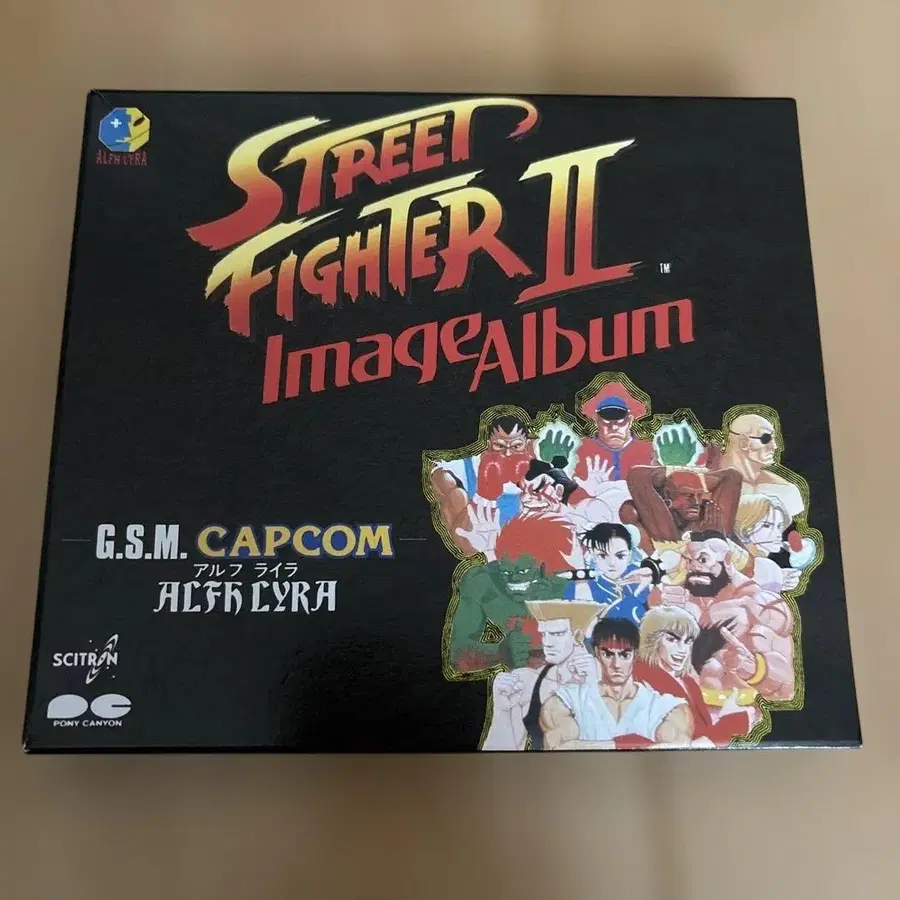 ALFH LYRA
STREET
FIGHTER II
TM
Image Album
G.S.M. CAPCOM
アルフ ライラ
ALFH LYRA
SCITRON
PONY CANYON